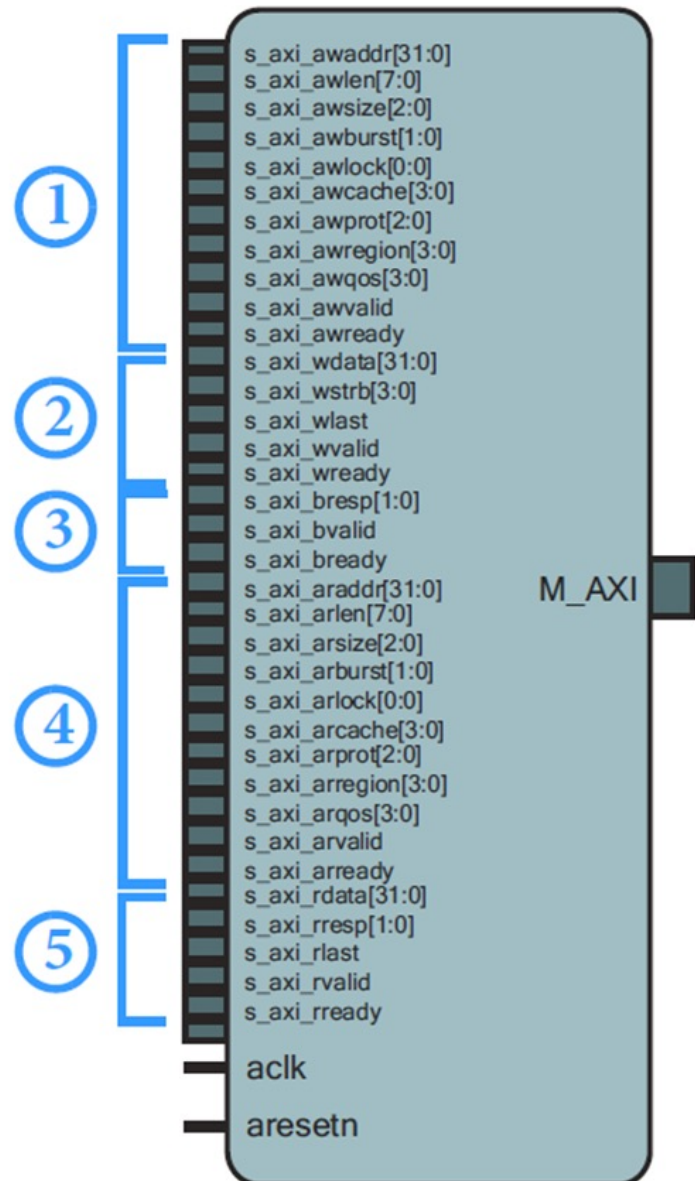 1
s_axi_awaddr[31:0]
s_axi_awlen[7:0]
s_axi_awsize[2:0]
s_axi_awburst[1:0]
s_axi_awlock[0:0]
s_axi_awcache[3:0]
s_axi_awprot[2:0]
s_axi_awregion[3:0]
s_axi_awqos[3:0]
s_axi_awvalid
s_axi_awready
2
s_axi_wdata[31:0]
s_axi_wstrb[3:0]
s_axi_wlast
s_axi_wvalid
s_axi_wready
3
s_axi_bresp[1:0]
s_axi_bvalid
s_axi_bready
4
s_axi_araddr[31:0]
s_axi_arlen[7:0]
s_axi_arsize[2:0]
s_axi_arburst[1:0]
s_axi_arlock[0:0]
s_axi_arcache[3:0]
s_axi_arprot[2:0]
s_axi_arregion[3:0]
s_axi_arqos[3:0]
s_axi_arvalid
s_axi_arready
5
s_axi_rdata[31:0]
s_axi_rresp[1:0]
s_axi_rlast
s_axi_rvalid
s_axi_rready
aclk
aresetn
M_AXI